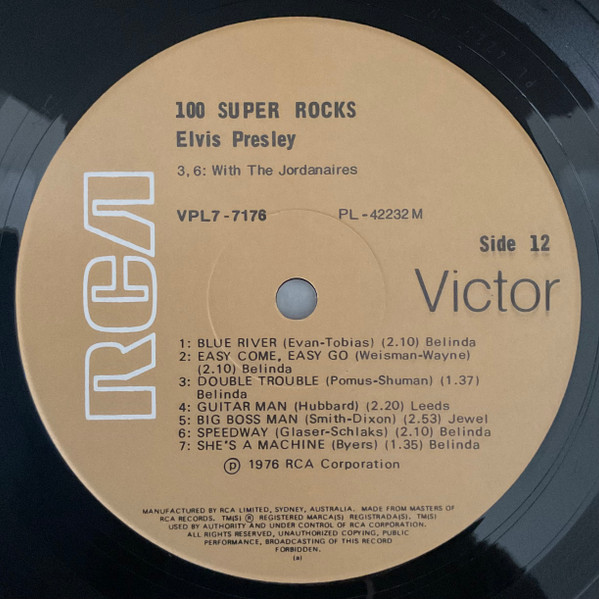 100 SUPER ROCKS
Elvis Presley
3, 6: With The Jordanaires
VPL7-7176 PL-42232 M
Side 12
RCA
Victor
1: BLUE RIVER (Evan-Tobias) (2.10) Belinda
2: EASY COME, EASY GO (Weisman-Wayne)
(2.10) Belinda
3: DOUBLE TROUBLE (Pomus-Shuman) (1.37)
Belinda
4: GUITAR MAN (Hubbard) (2.20) Leeds
5: BIG BOSS MAN (Smith-Dixon) (2.53) Jewel
6: SPEEDWAY (Glaser-Schlaks) (2.10) Belinda
7: SHE'S A MACHINE (Byers) (1.35) Belinda
℗ 1976 RCA Corporation
MANUFACTURED BY RCA LIMITED, SYDNEY, AUSTRALIA. MADE FROM MASTERS OF
RCA RECORDS. TM(S) ® REGISTERED MARCA(S) REGISTRADA(S). TM(S)
USED BY AUTHORITY AND UNDER CONTROL OF RCA CORPORATION.
ALL RIGHTS RESERVED, UNAUTHORIZED COPYING, PUBLIC
PERFORMANCE, BROADCASTING OF THIS RECORD
FORBIDDEN.